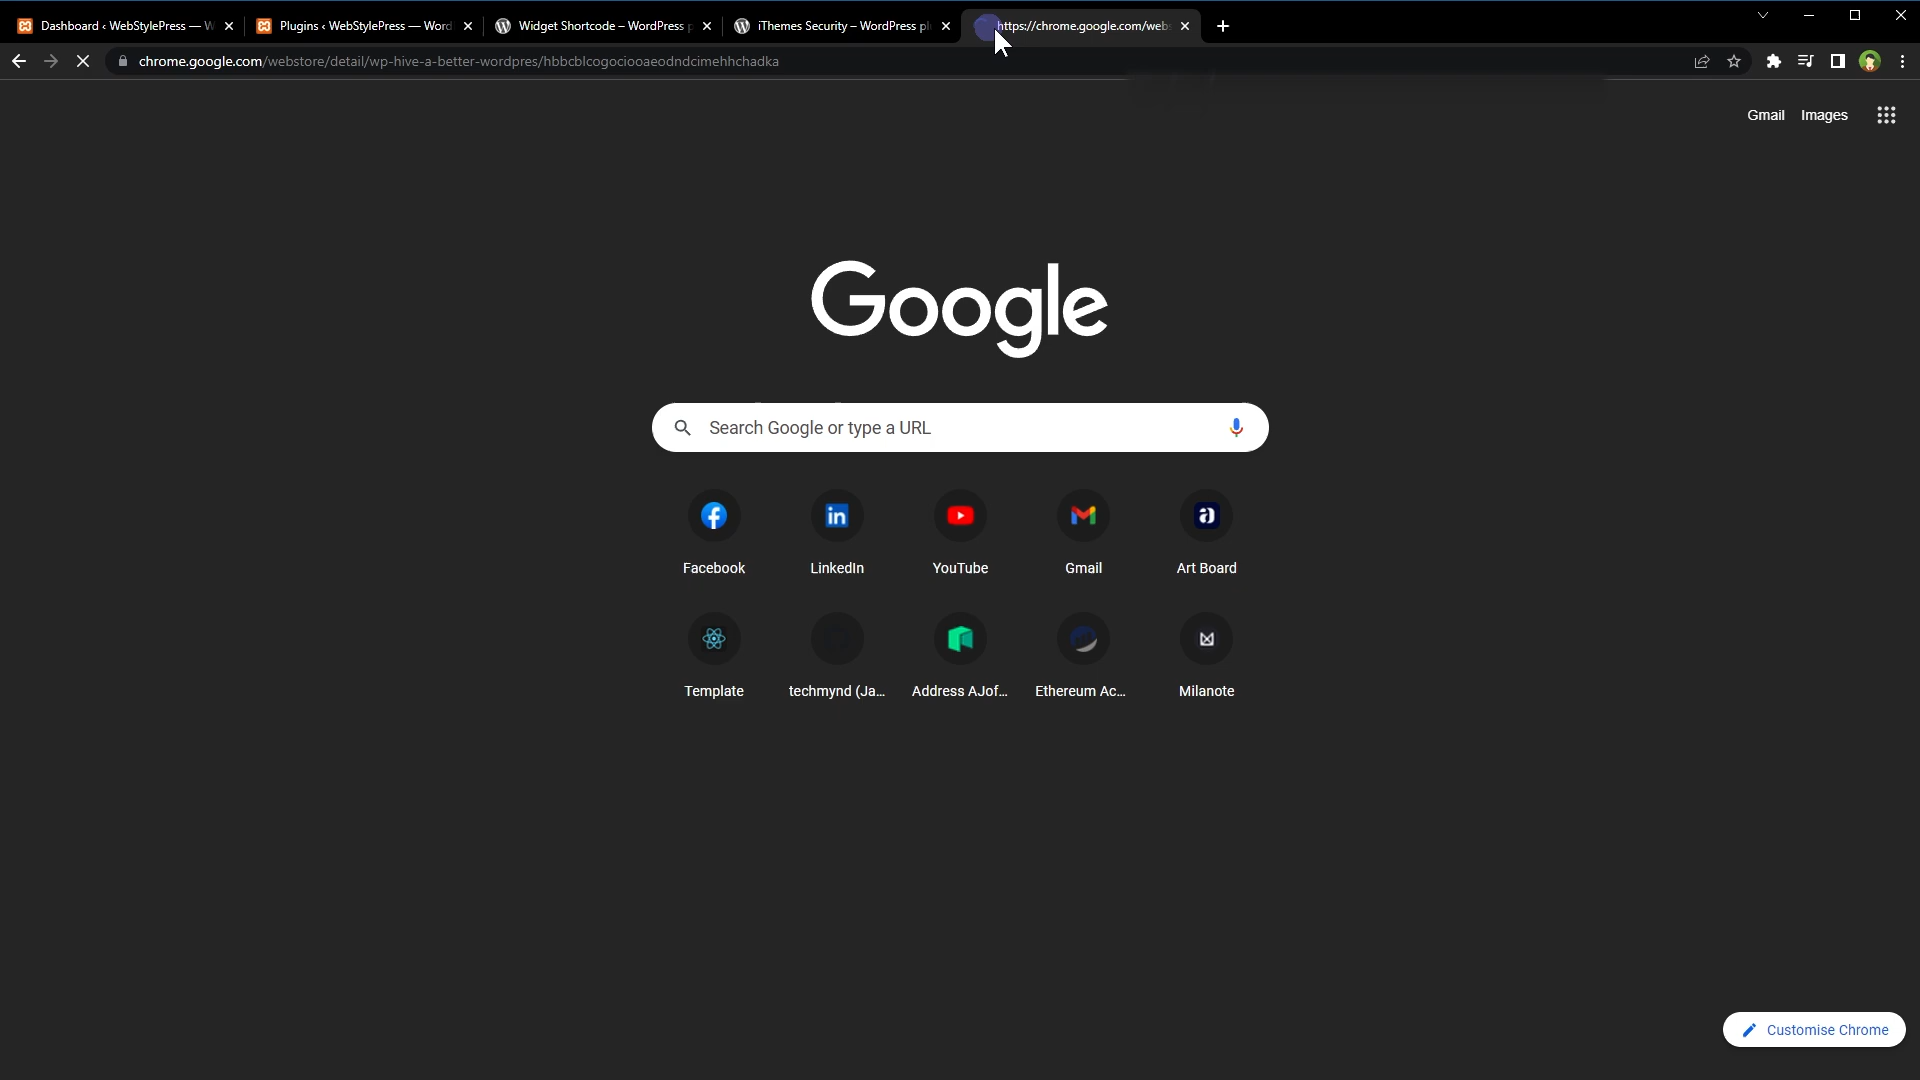 Dashboard ‹ WebStylePress — W
Plugins ‹ WebStylePress — Word
Widget Shortcode – WordPress p
iThemes Security – WordPress pl
https://chrome.google.com/web
chrome.google.com/webstore/detail/wp-hive-a-better-wordpres/hbbcblcogociooaeodndcimehhchadka
Gmail Images
Google
Search Google or type a URL
Facebook LinkedIn YouTube Gmail Art Board
Template techmynd (Ja... Address AJof... Ethereum Ac... Milanote
Customise Chrome